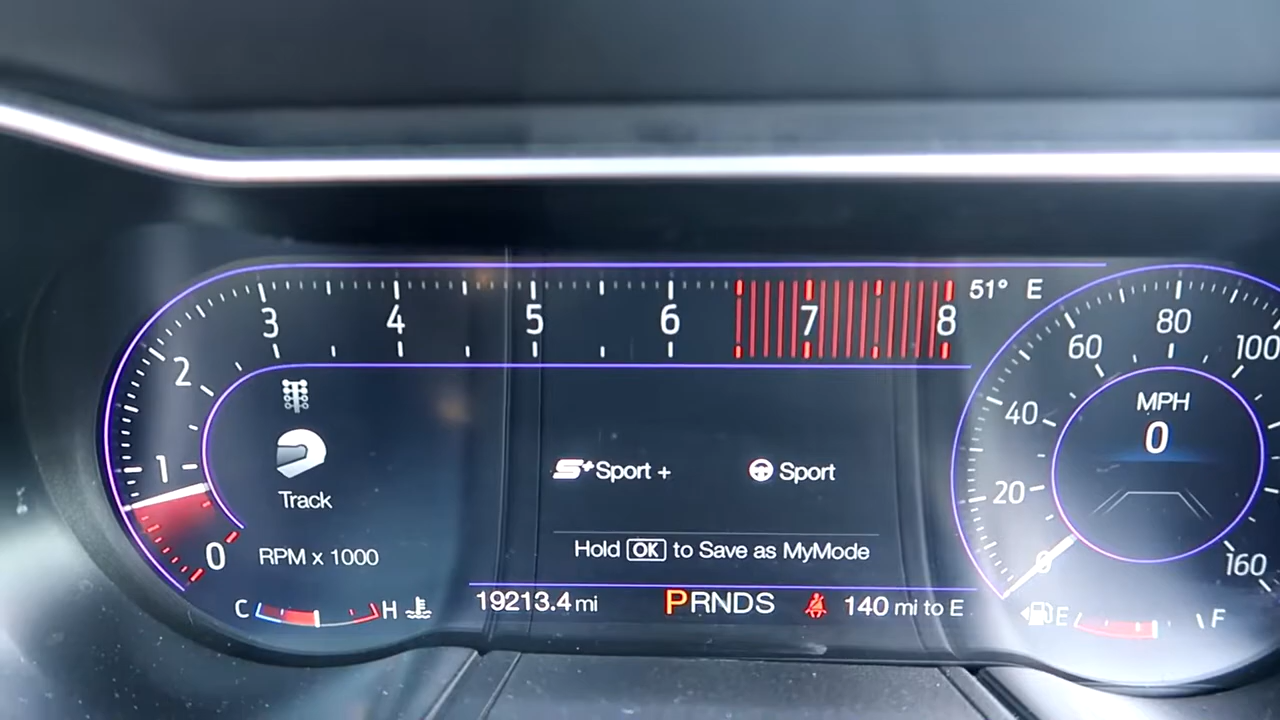 3 4 5 6 7 8
51° E
2
1
0
Track
RPM x 1000
C H
S+ Sport +
Sport
Hold OK to Save as MyMode
19213.4 mi
PRNDS
140 mi to E
60 80 100
40
20
0
160
MPH
0
E F